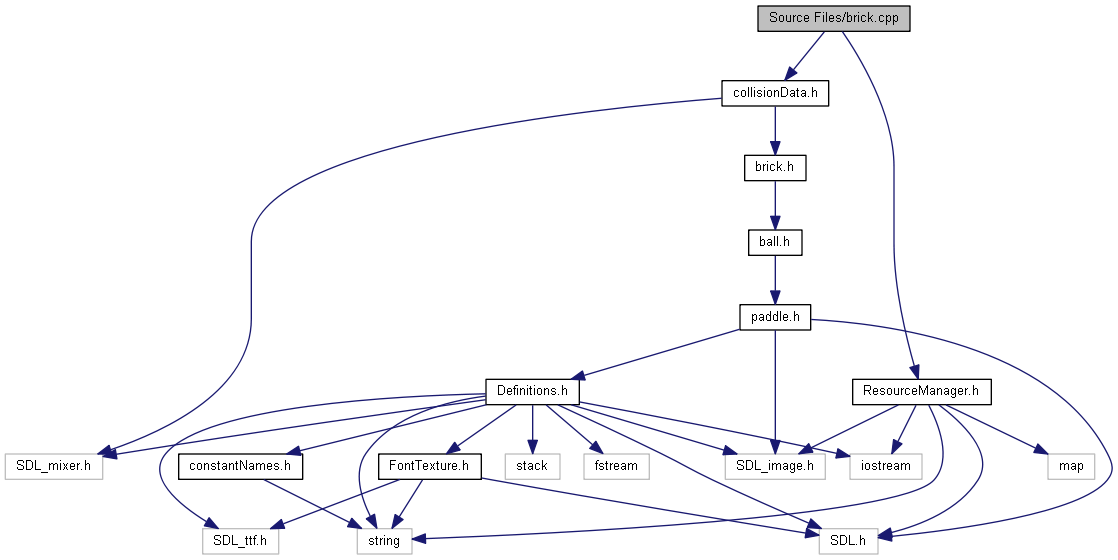 Source Files/brick.cpp
collisionData.h
brick.h
ball.h
paddle.h
Definitions.h
ResourceManager.h
SDL_mixer.h
constantNames.h
FontTexture.h
stack
fstream
SDL_image.h
iostream
map
SDL_ttf.h
string
SDL.h